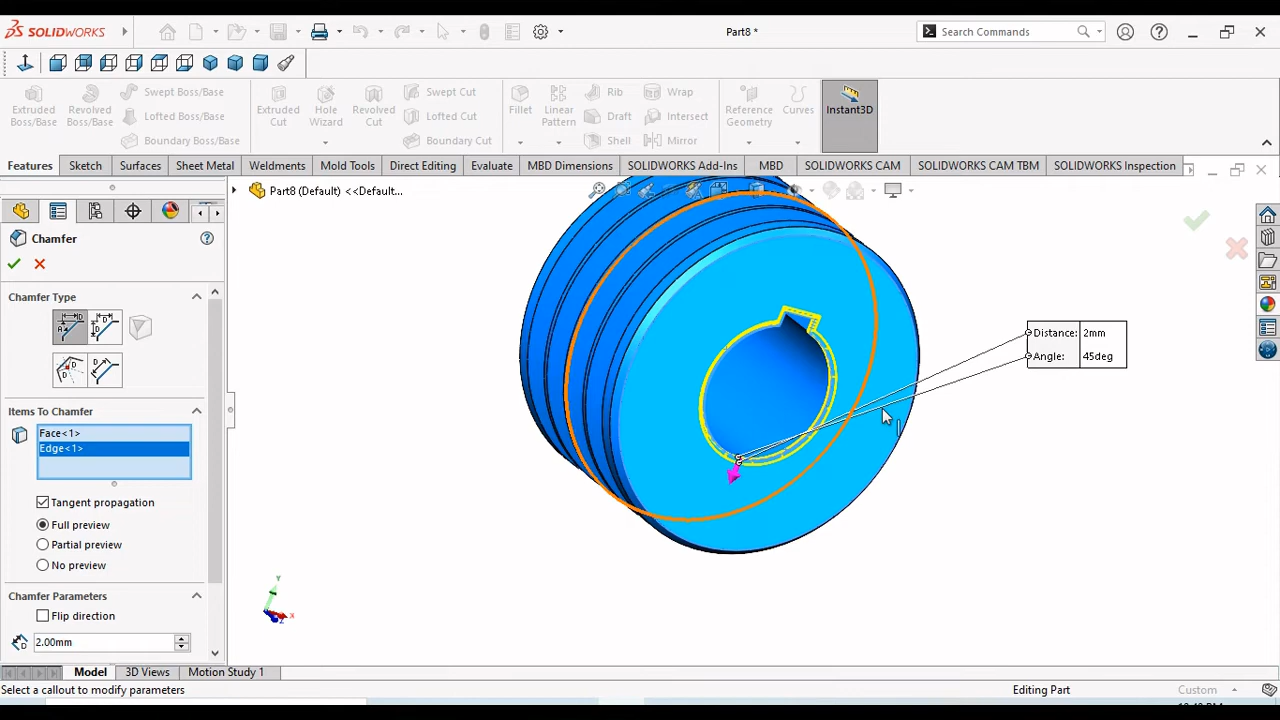 SOLIDWORKS
Part8 *
Search Commands
Extruded Boss/Base
Revolved Boss/Base
Swept Boss/Base
Lofted Boss/Base
Boundary Boss/Base
Extruded Cut
Hole Wizard
Revolved Cut
Swept Cut
Lofted Cut
Boundary Cut
Fillet
Linear Pattern
Rib
Draft
Shell
Wrap
Intersect
Mirror
Reference Geometry
Curves
Instant3D
Features
Sketch
Surfaces
Sheet Metal
Weldments
Mold Tools
Direct Editing
Evaluate
MBD Dimensions
SOLIDWORKS Add-Ins
MBD
SOLIDWORKS CAM
SOLIDWORKS CAM TBM
SOLIDWORKS Inspection
Part8 (Default) <<Default...
Chamfer
Chamfer Type
Items To Chamfer
Face<1>
Edge<1>
Tangent propagation
Full preview
Partial preview
No preview
Chamfer Parameters
Flip direction
2.00mm
Distance: 2mm
Angle: 45deg
Model
3D Views
Motion Study 1
Select a callout to modify parameters
Editing Part
Custom